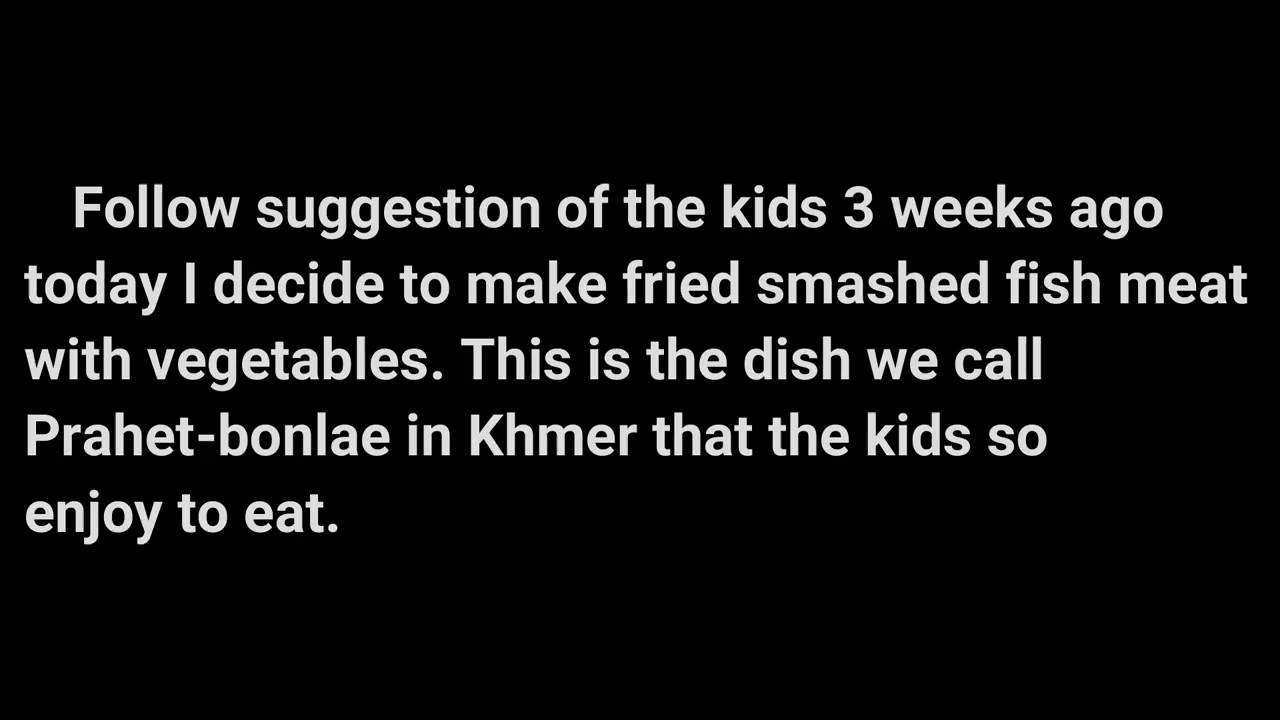 Follow suggestion of the kids 3 weeks ago
today I decide to make fried smashed fish meat
with vegetables. This is the dish we call
Prahet-bonlae in Khmer that the kids so
enjoy to eat.